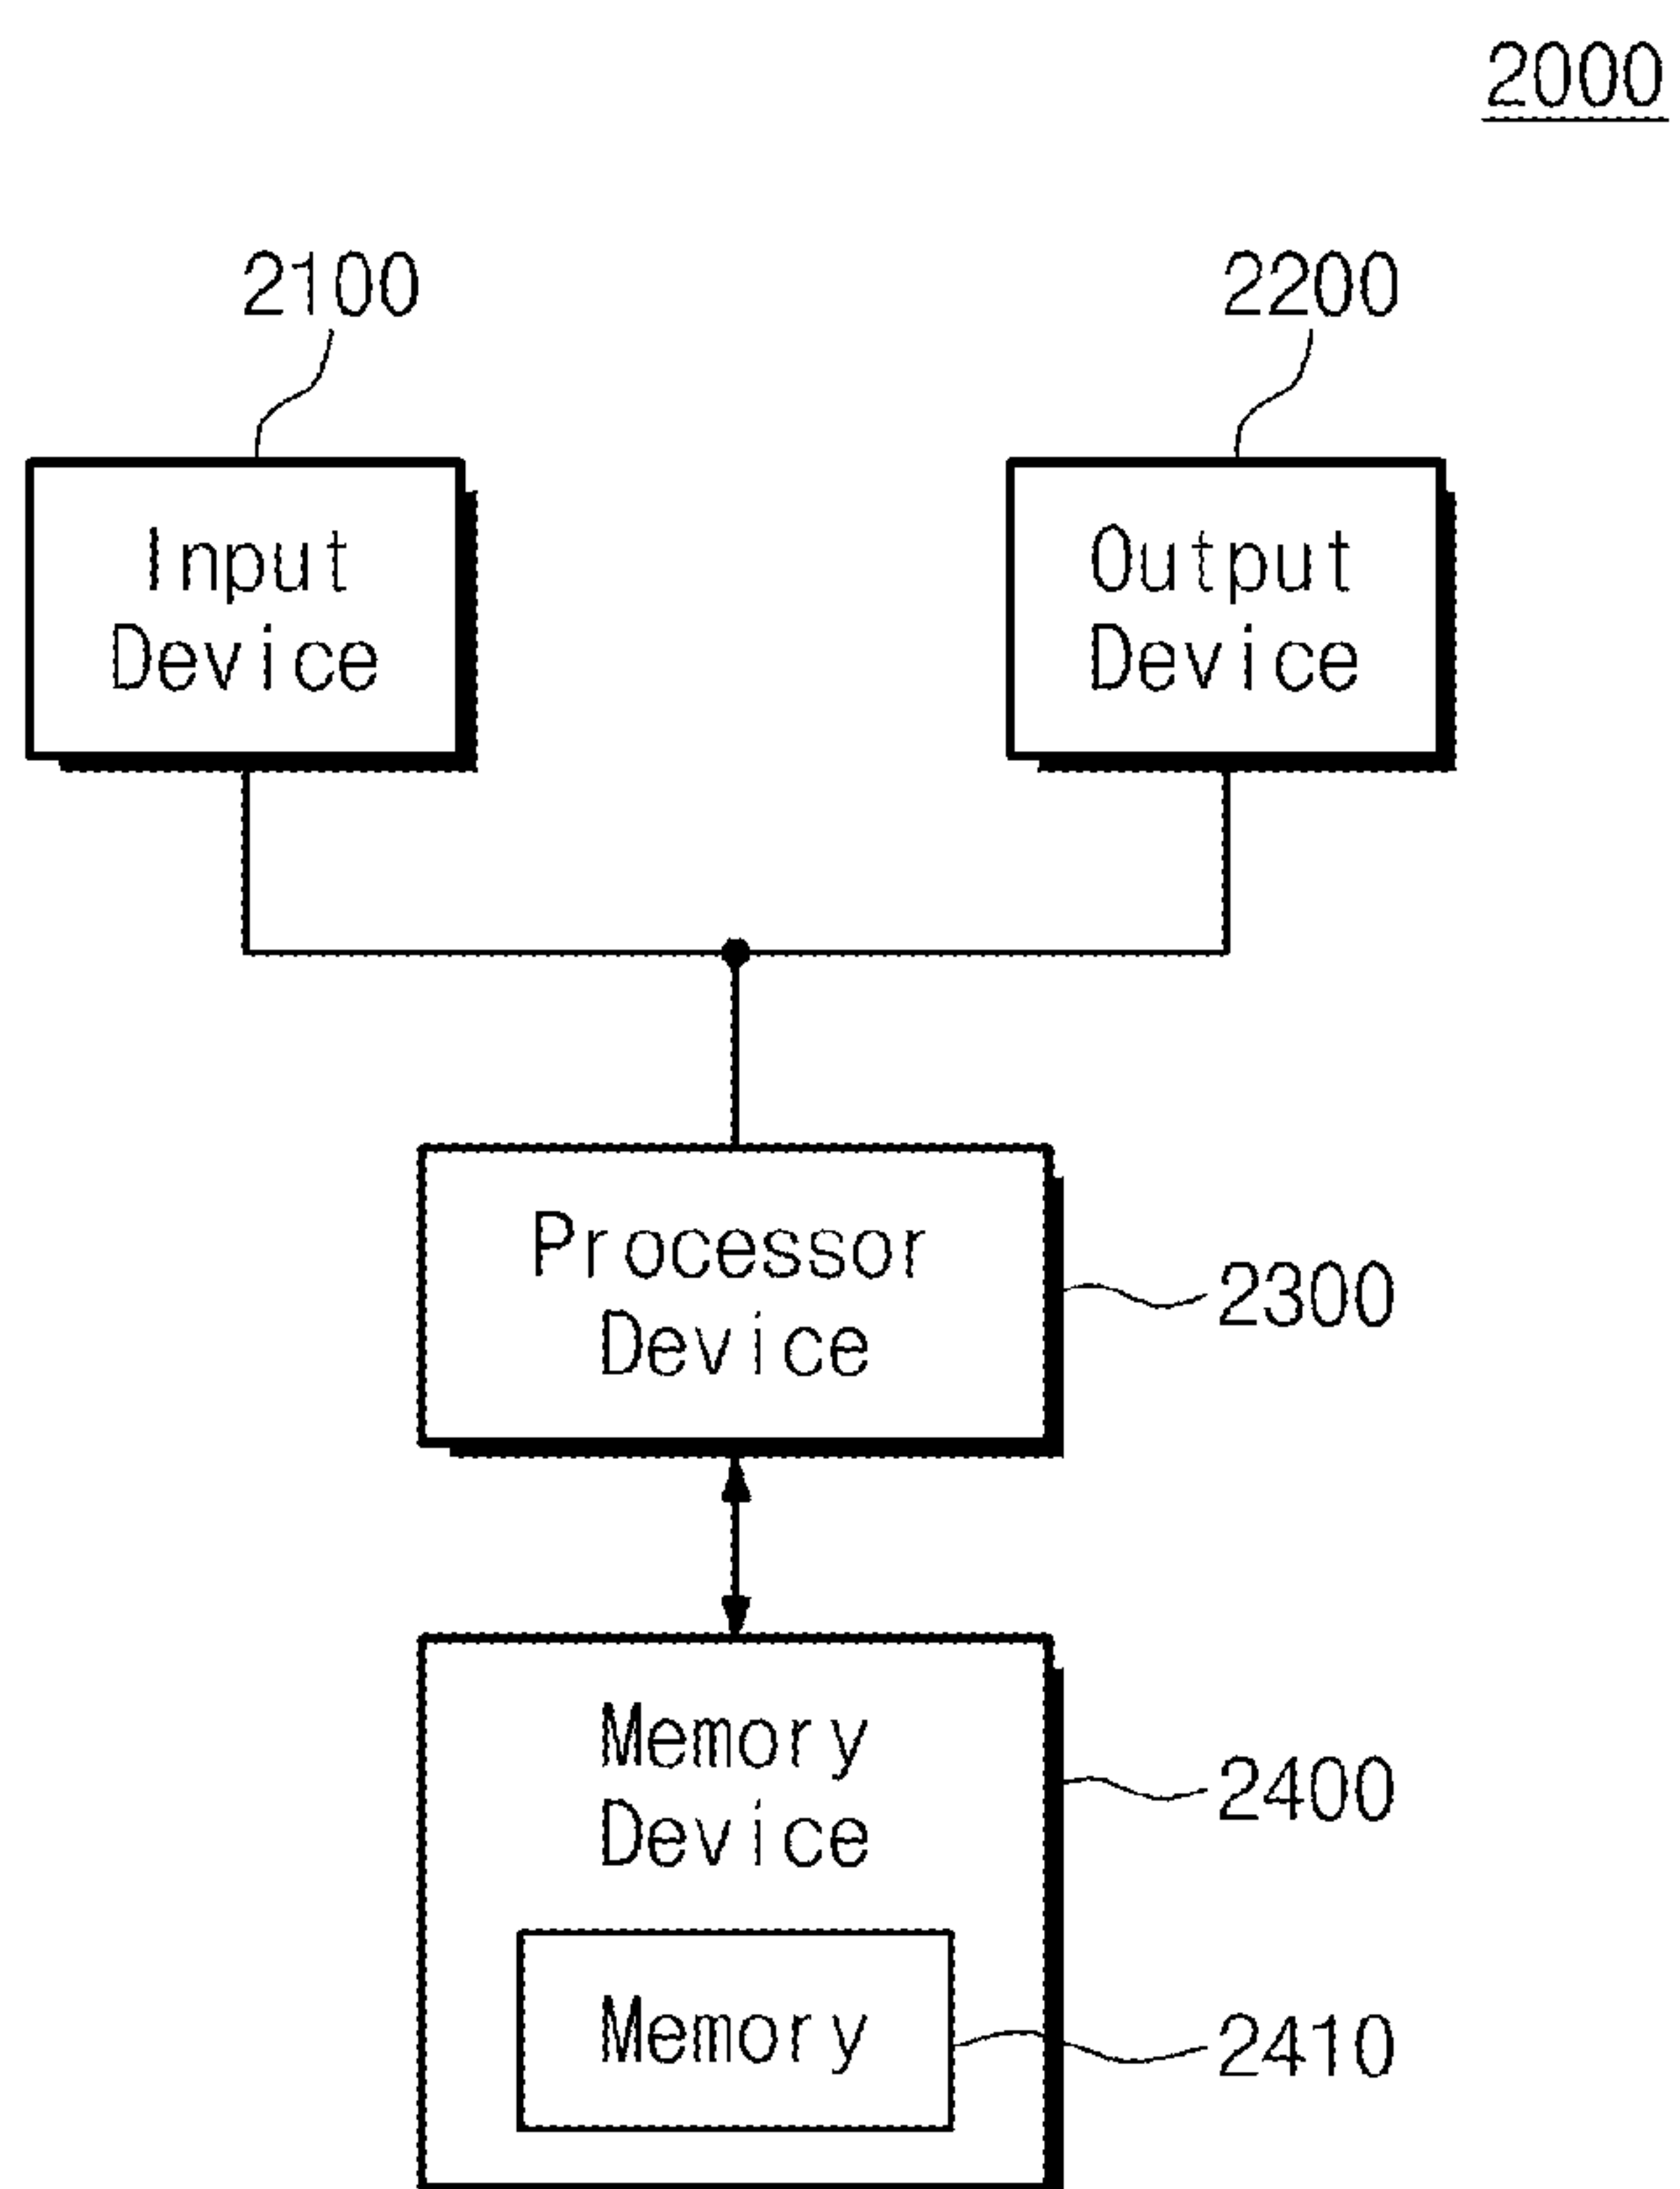 2000
2100
2200
Input
Device
Output
Device
Processor
Device
2300
Memory
Device
2400
Memory
2410